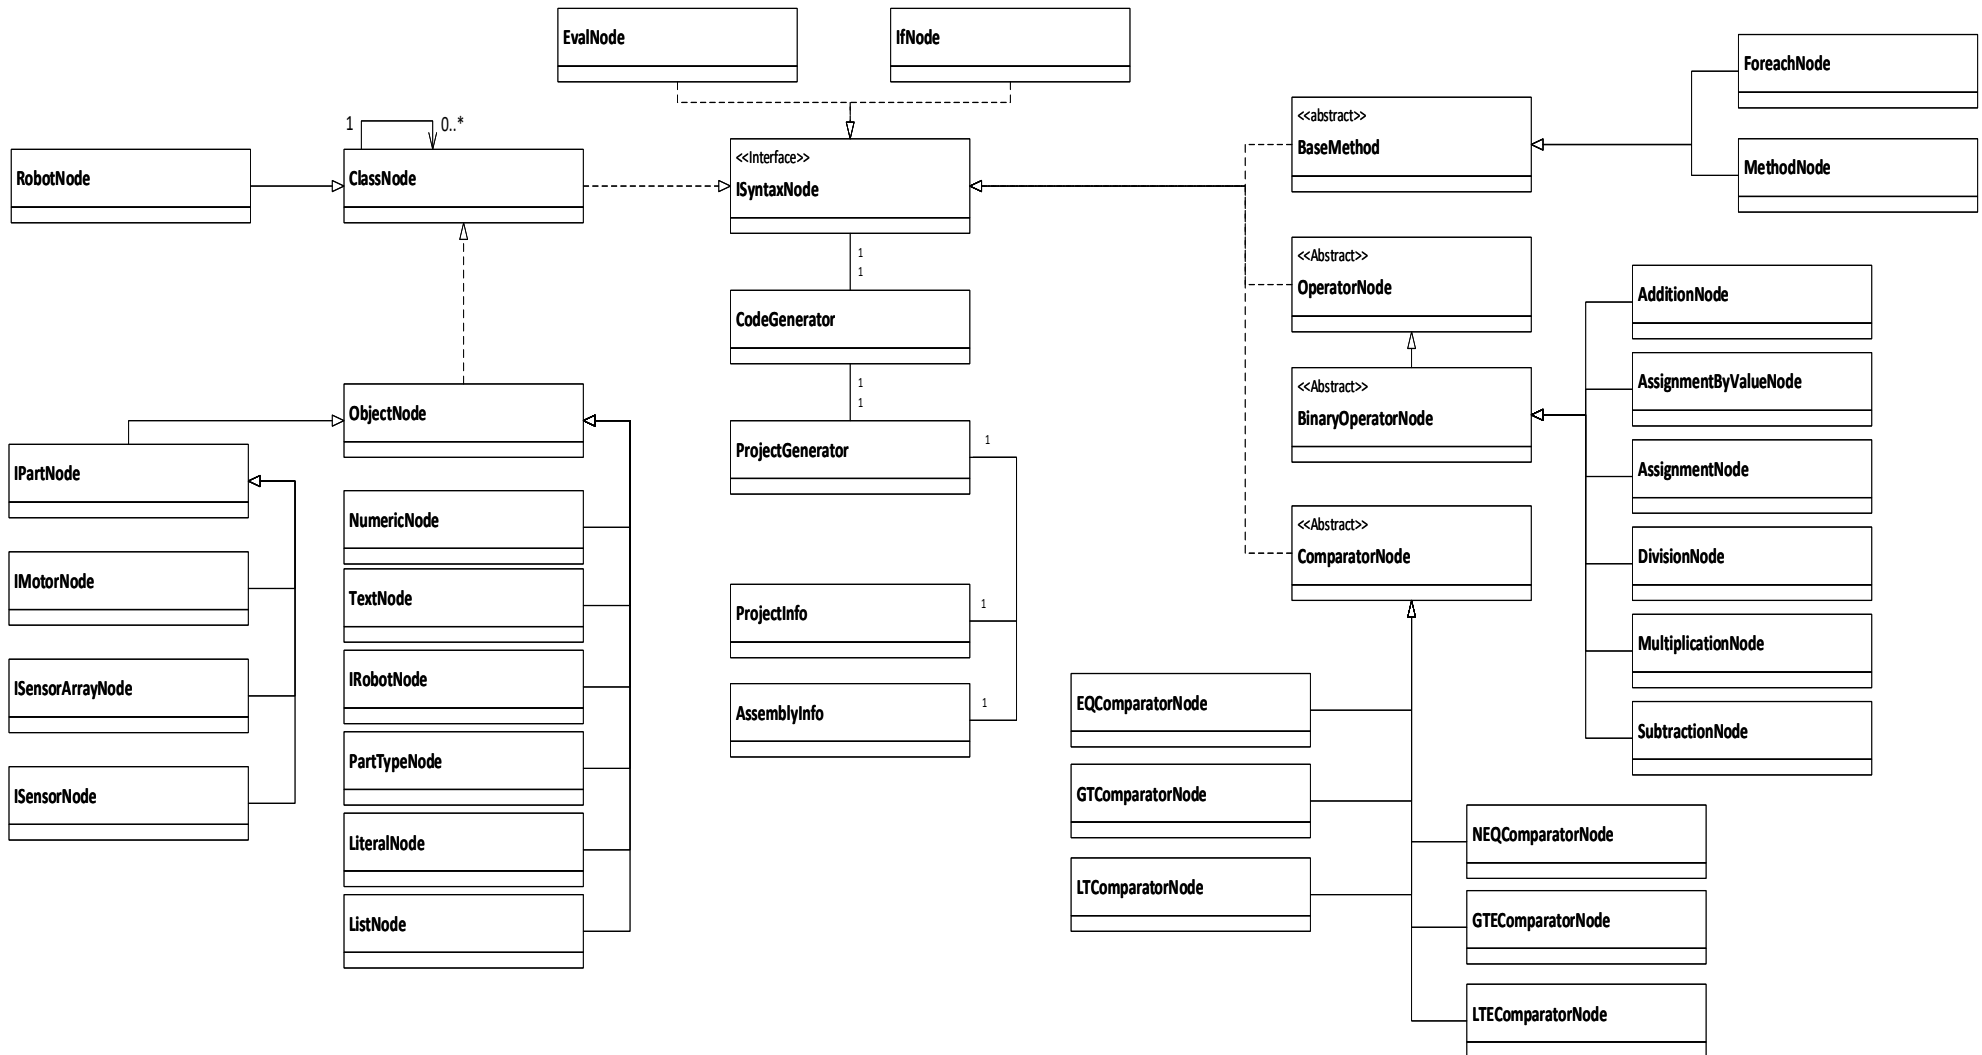 EvalNode
IfNode
ForeachNode
<<abstract>>
BaseMethod
MethodNode
1
0..*
RobotNode
ClassNode
<<Interface>>
ISyntaxNode
1
1
<<Abstract>>
OperatorNode
AdditionNode
CodeGenerator
1
1
<<Abstract>>
BinaryOperatorNode
AssignmentByValueNode
ObjectNode
ProjectGenerator
1
IPartNode
AssignmentNode
NumericNode
<<Abstract>>
ComparatorNode
DivisionNode
IMotorNode
TextNode
ProjectInfo
1
MultiplicationNode
ISensorArrayNode
IRobotNode
AssemblyInfo
1
EQComparatorNode
SubtractionNode
PartTypeNode
ISensorNode
GTComparatorNode
LiteralNode
NEQComparatorNode
LTComparatorNode
ListNode
GTEComparatorNode
LTEComparatorNode